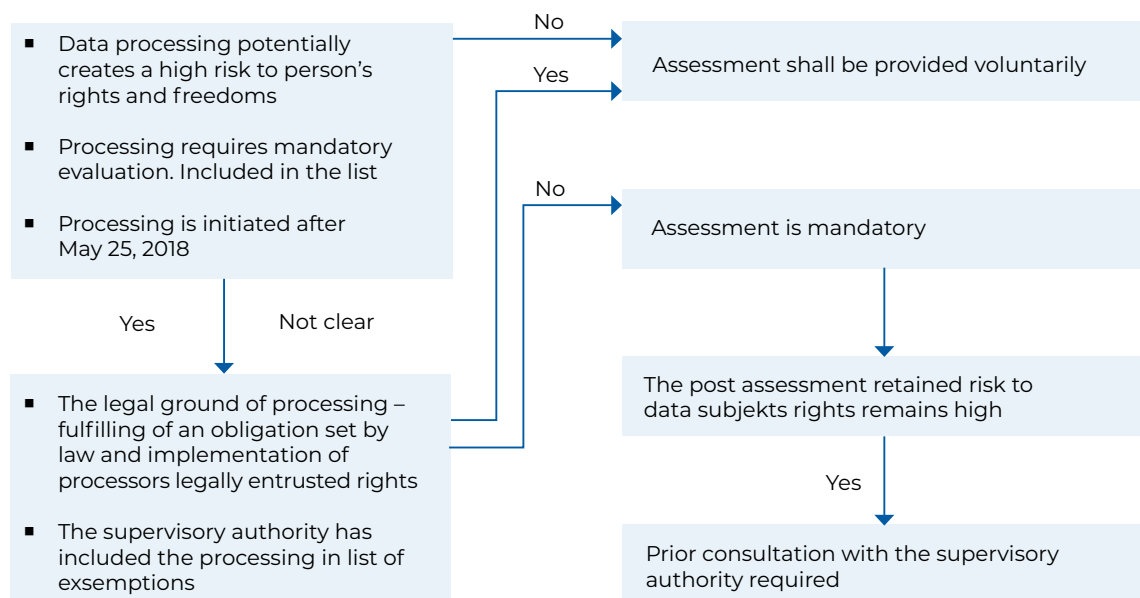 ■ Data processing potentially
creates a high risk to person's
rights and freedoms
■ Processing requires mandatory
evaluation. Included in the list
■ Processing is initiated after
May 25, 2018
No
Yes
Assessment shall be provided voluntarily
No
Assessment is mandatory
Yes
Not clear
■ The legal ground of processing –
fulfilling of an obligation set by
law and implementation of
processors legally entrusted rights
■ The supervisory authority has
included the processing in list of
exsemptions
The post assessment retained risk to
data subjekts rights remains high
Yes
Prior consultation with the supervisory
authority required